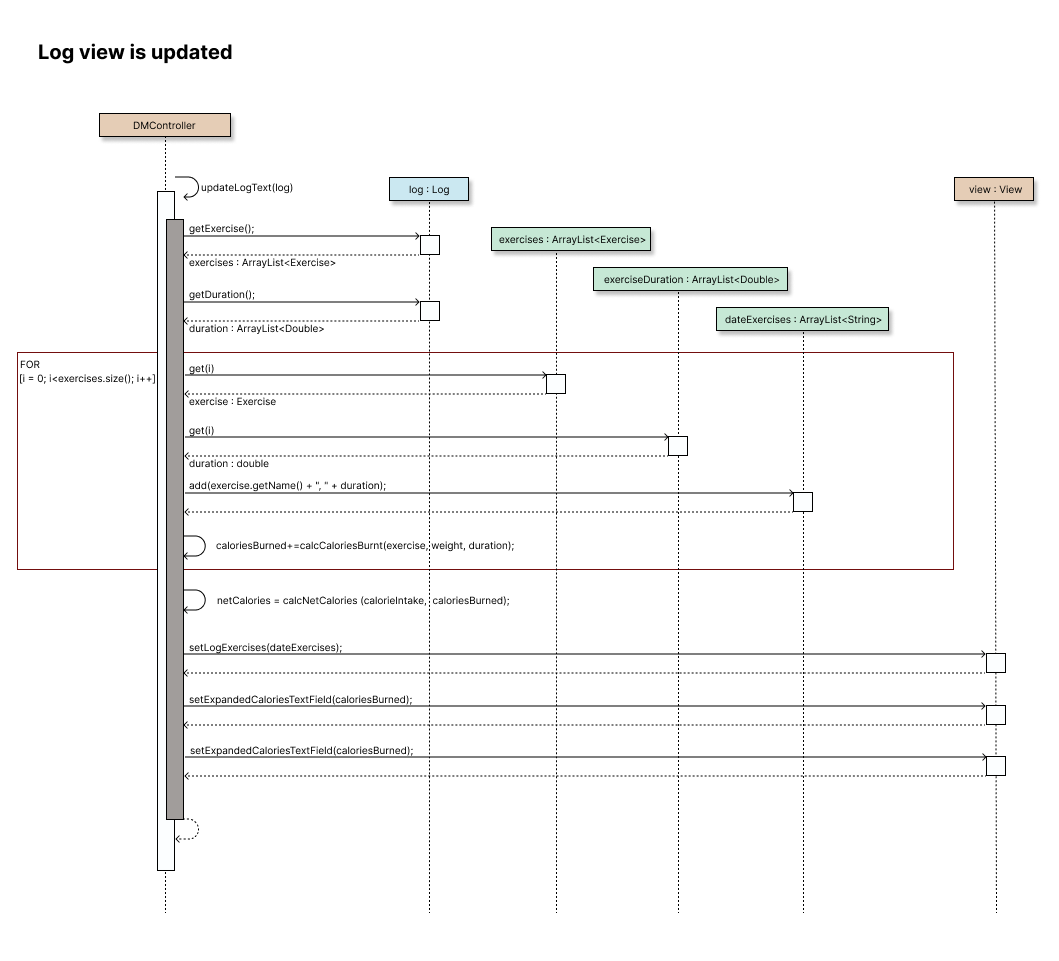 Log view is updated
DMController
updateLogText(log)
log : Log
view : View
getExercise();
exercises : ArrayList<Exercise>
exercises : ArrayList<Exercise>
exerciseDuration : ArrayList<Double>
getDuration();
dateExercises : ArrayList<String>
duration : ArrayList<Double>
FOR
[i = 0; i<exercises.size(); i++]
get(i)
exercise : Exercise
get(i)
duration : double
add(exercise.getName() + ", " + duration);
caloriesBurned+=calcCaloriesBurnt(exercise, weight, duration);
netCalories = calcNetCalories (calorieIntake, caloriesBurned);
setLogExercises(dateExercises);
setExpandedCaloriesTextField(caloriesBurned);
setExpandedCaloriesTextField(caloriesBurned);